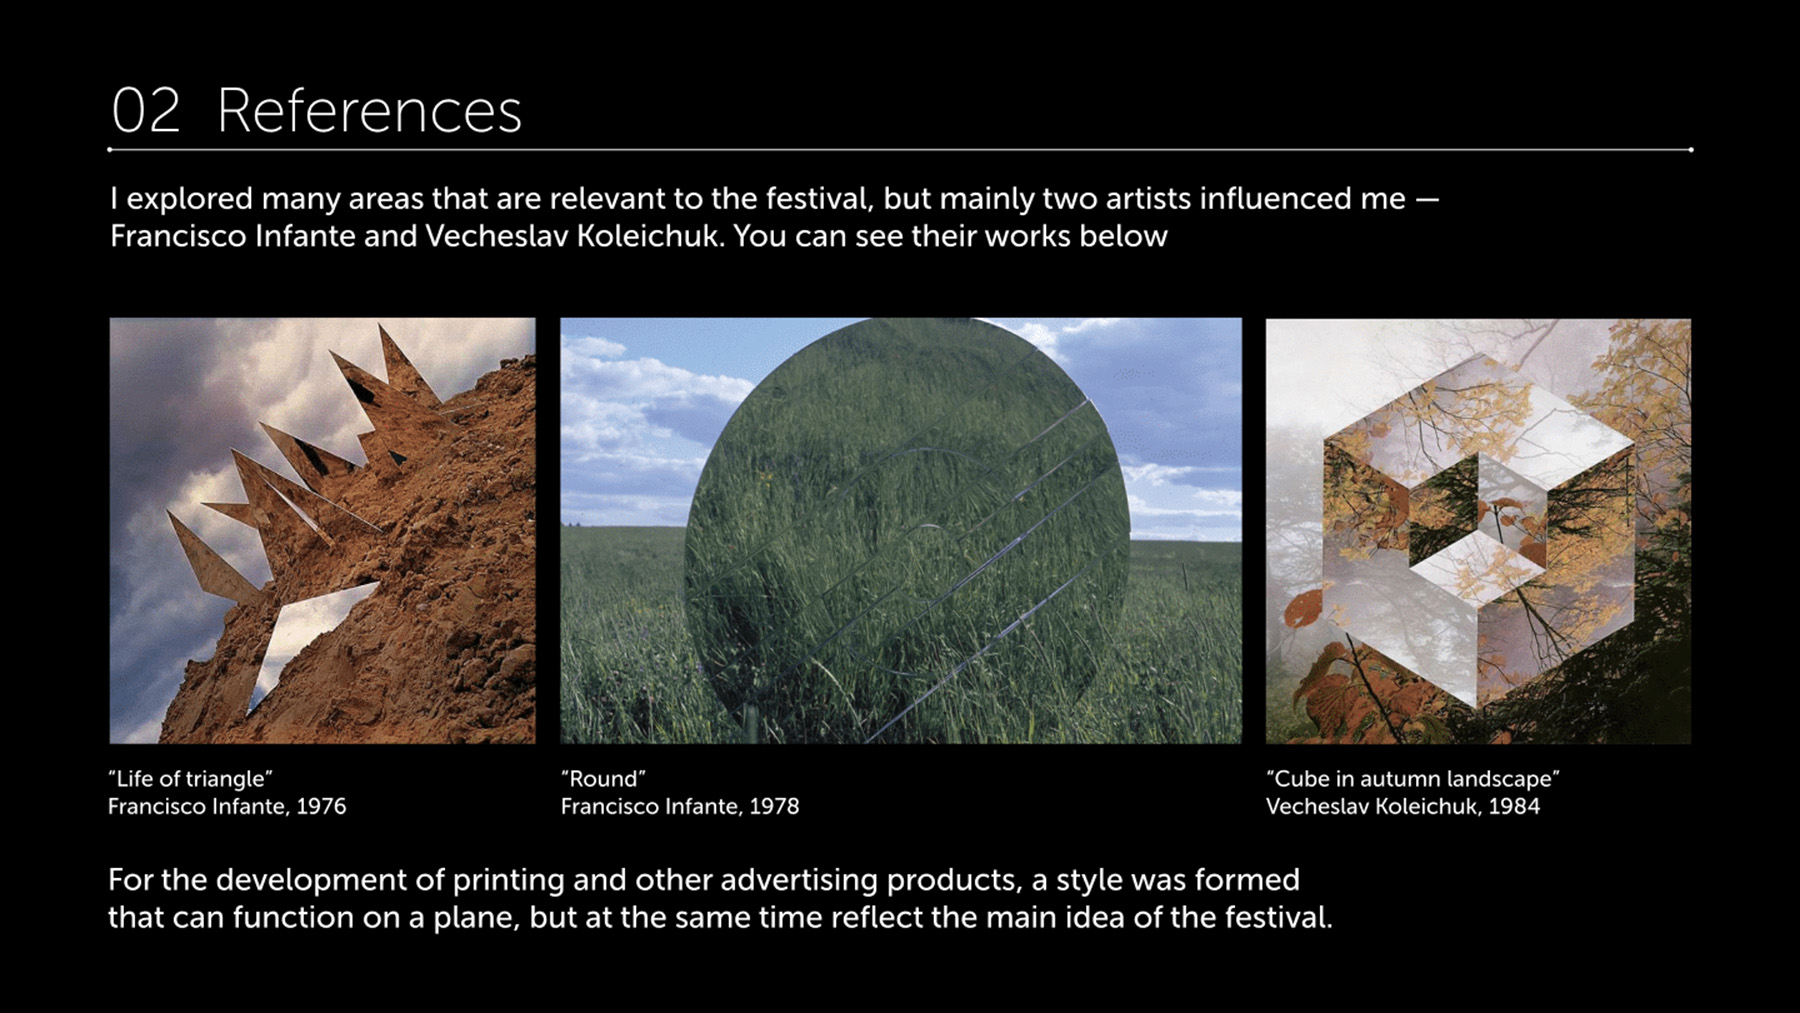 02 References
I explored many areas that are relevant to the festival, but mainly two artists influenced me —
Francisco Infante and Vecheslav Koleichuk. You can see their works below
“Life of triangle”
Francisco Infante, 1976
“Round”
Francisco Infante, 1978
“Cube in autumn landscape”
Vecheslav Koleichuk, 1984
For the development of printing and other advertising products, a style was formed
that can function on a plane, but at the same time reflect the main idea of the festival.